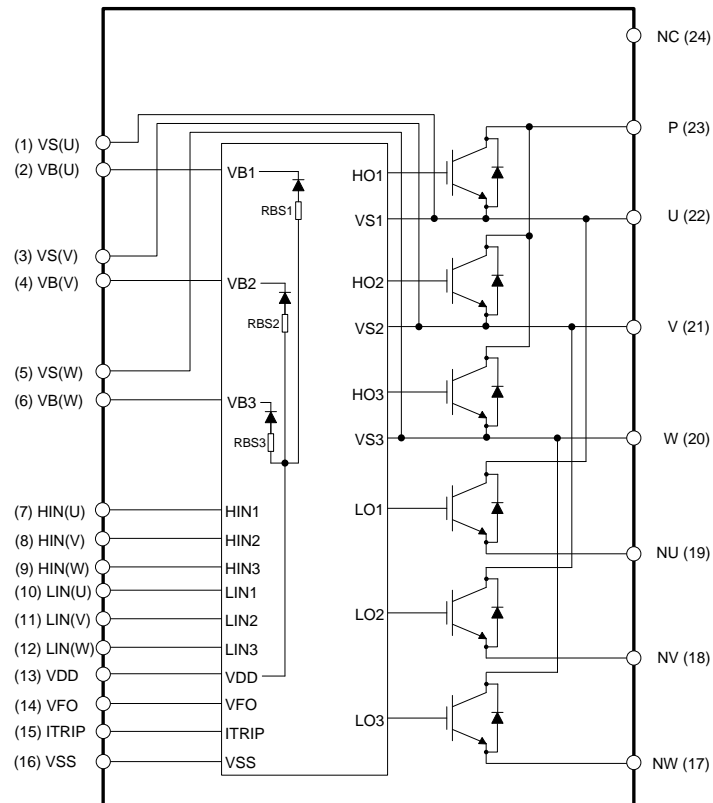 NC (24)
P (23)
(1) VS(U)
(2) VB(U)
VB1
HO1
RBS1
VS1
U (22)
(3) VS(V)
(4) VB(V)
VB2
HO2
RBS2
VS2
V (21)
(5) VS(W)
(6) VB(W)
VB3
HO3
RBS3
VS3
W (20)
(7) HIN(U)
HIN1
LO1
(8) HIN(V)
HIN2
(9) HIN(W)
HIN3
NU (19)
(10) LIN(U)
LIN1
(11) LIN(V)
LIN2
LO2
(12) LIN(W)
LIN3
NV (18)
(13) VDD
VDD
(14) VFO
VFO
LO3
(15) ITRIP
ITRIP
(16) VSS
VSS
NW (17)